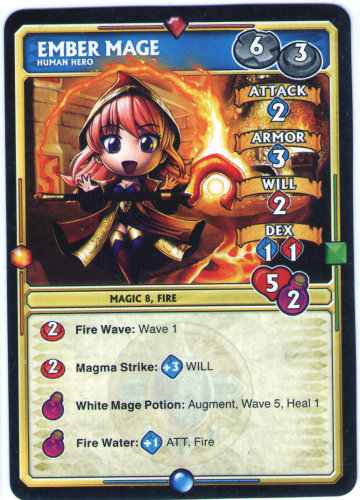 EMBER MAGE
HUMAN HERO
6 3
ATTACK
2
ARMOR
3
WILL
2
DEX
1 1
5
2
MAGIC 8, FIRE
2 Fire Wave: Wave 1
2 Magma Strike: +3 WILL
White Mage Potion: Augment, Wave 5, Heal 1
Fire Water: +1 ATT, Fire